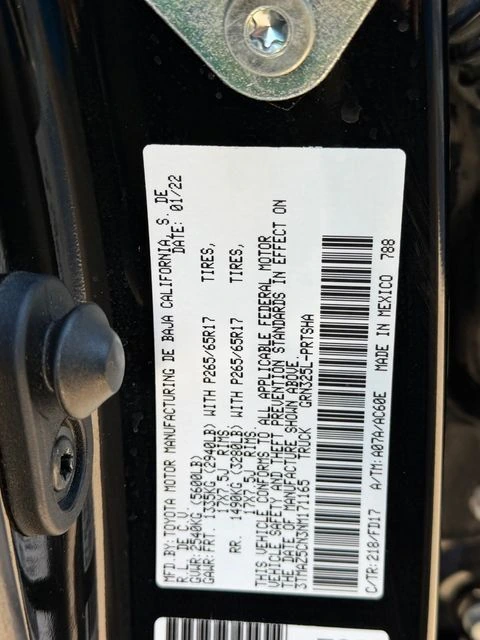 MFD.BY: TOYOTA MOTOR MANUFACTURING DE BAJA CALIFORNIA, S. DE
R.L. DE C.V. DATE: 01/22
GVWR: 2540KG (5600LB)
GAWR: FRT 1335KG (2940LB) WITH P265/65R17 TIRES,
17X7.5J RIMS,
RR. 1490KG (3280LB) WITH P265/65R17 TIRES,
17X7.5J RIMS.
THIS VEHICLE CONFORMS TO ALL APPLICABLE FEDERAL MOTOR
VEHICLE SAFETY AND THEFT PREVENTION STANDARDS IN EFFECT ON
THE DATE OF MANUFACTURE SHOWN ABOVE.
3TMAZ5CN3NM171165 TRUCK GRN325L-PRTSHA
C/TR: 218/FD17 A/TM: A07A/AC60E MADE IN MEXICO 788